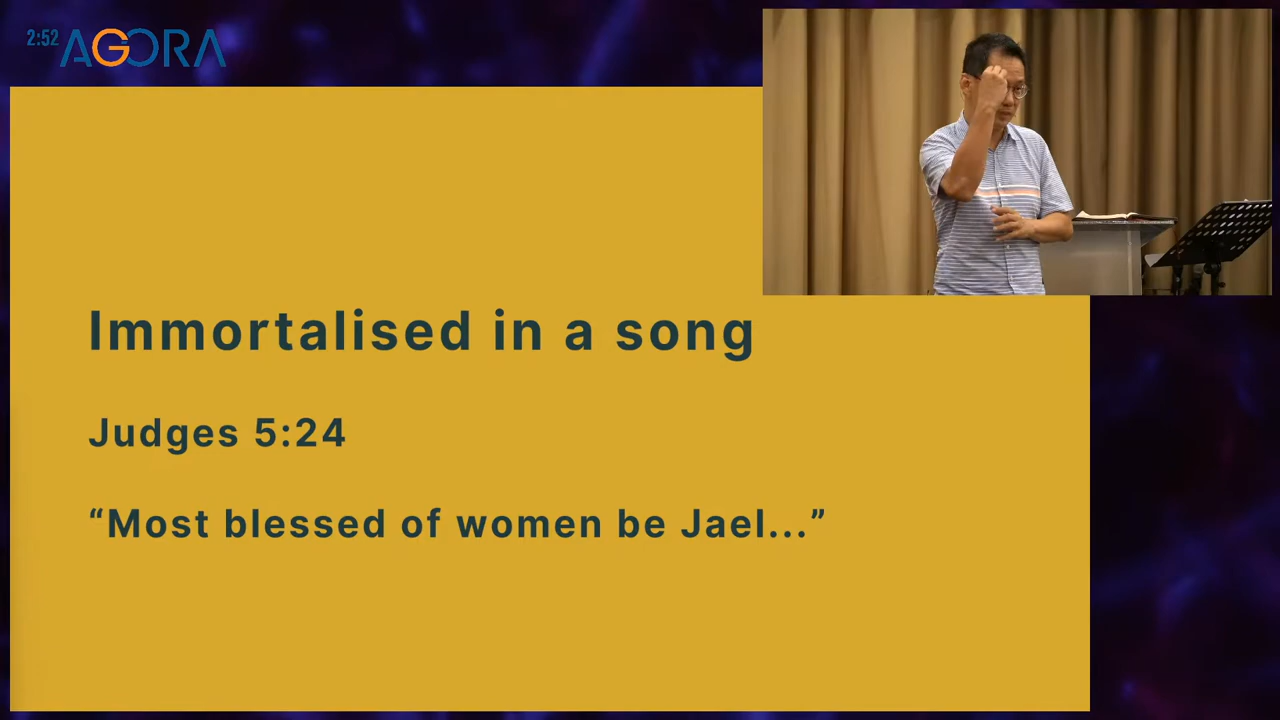 2:52 AGORA
Immortalised in a song
Judges 5:24
“Most blessed of women be Jael...”